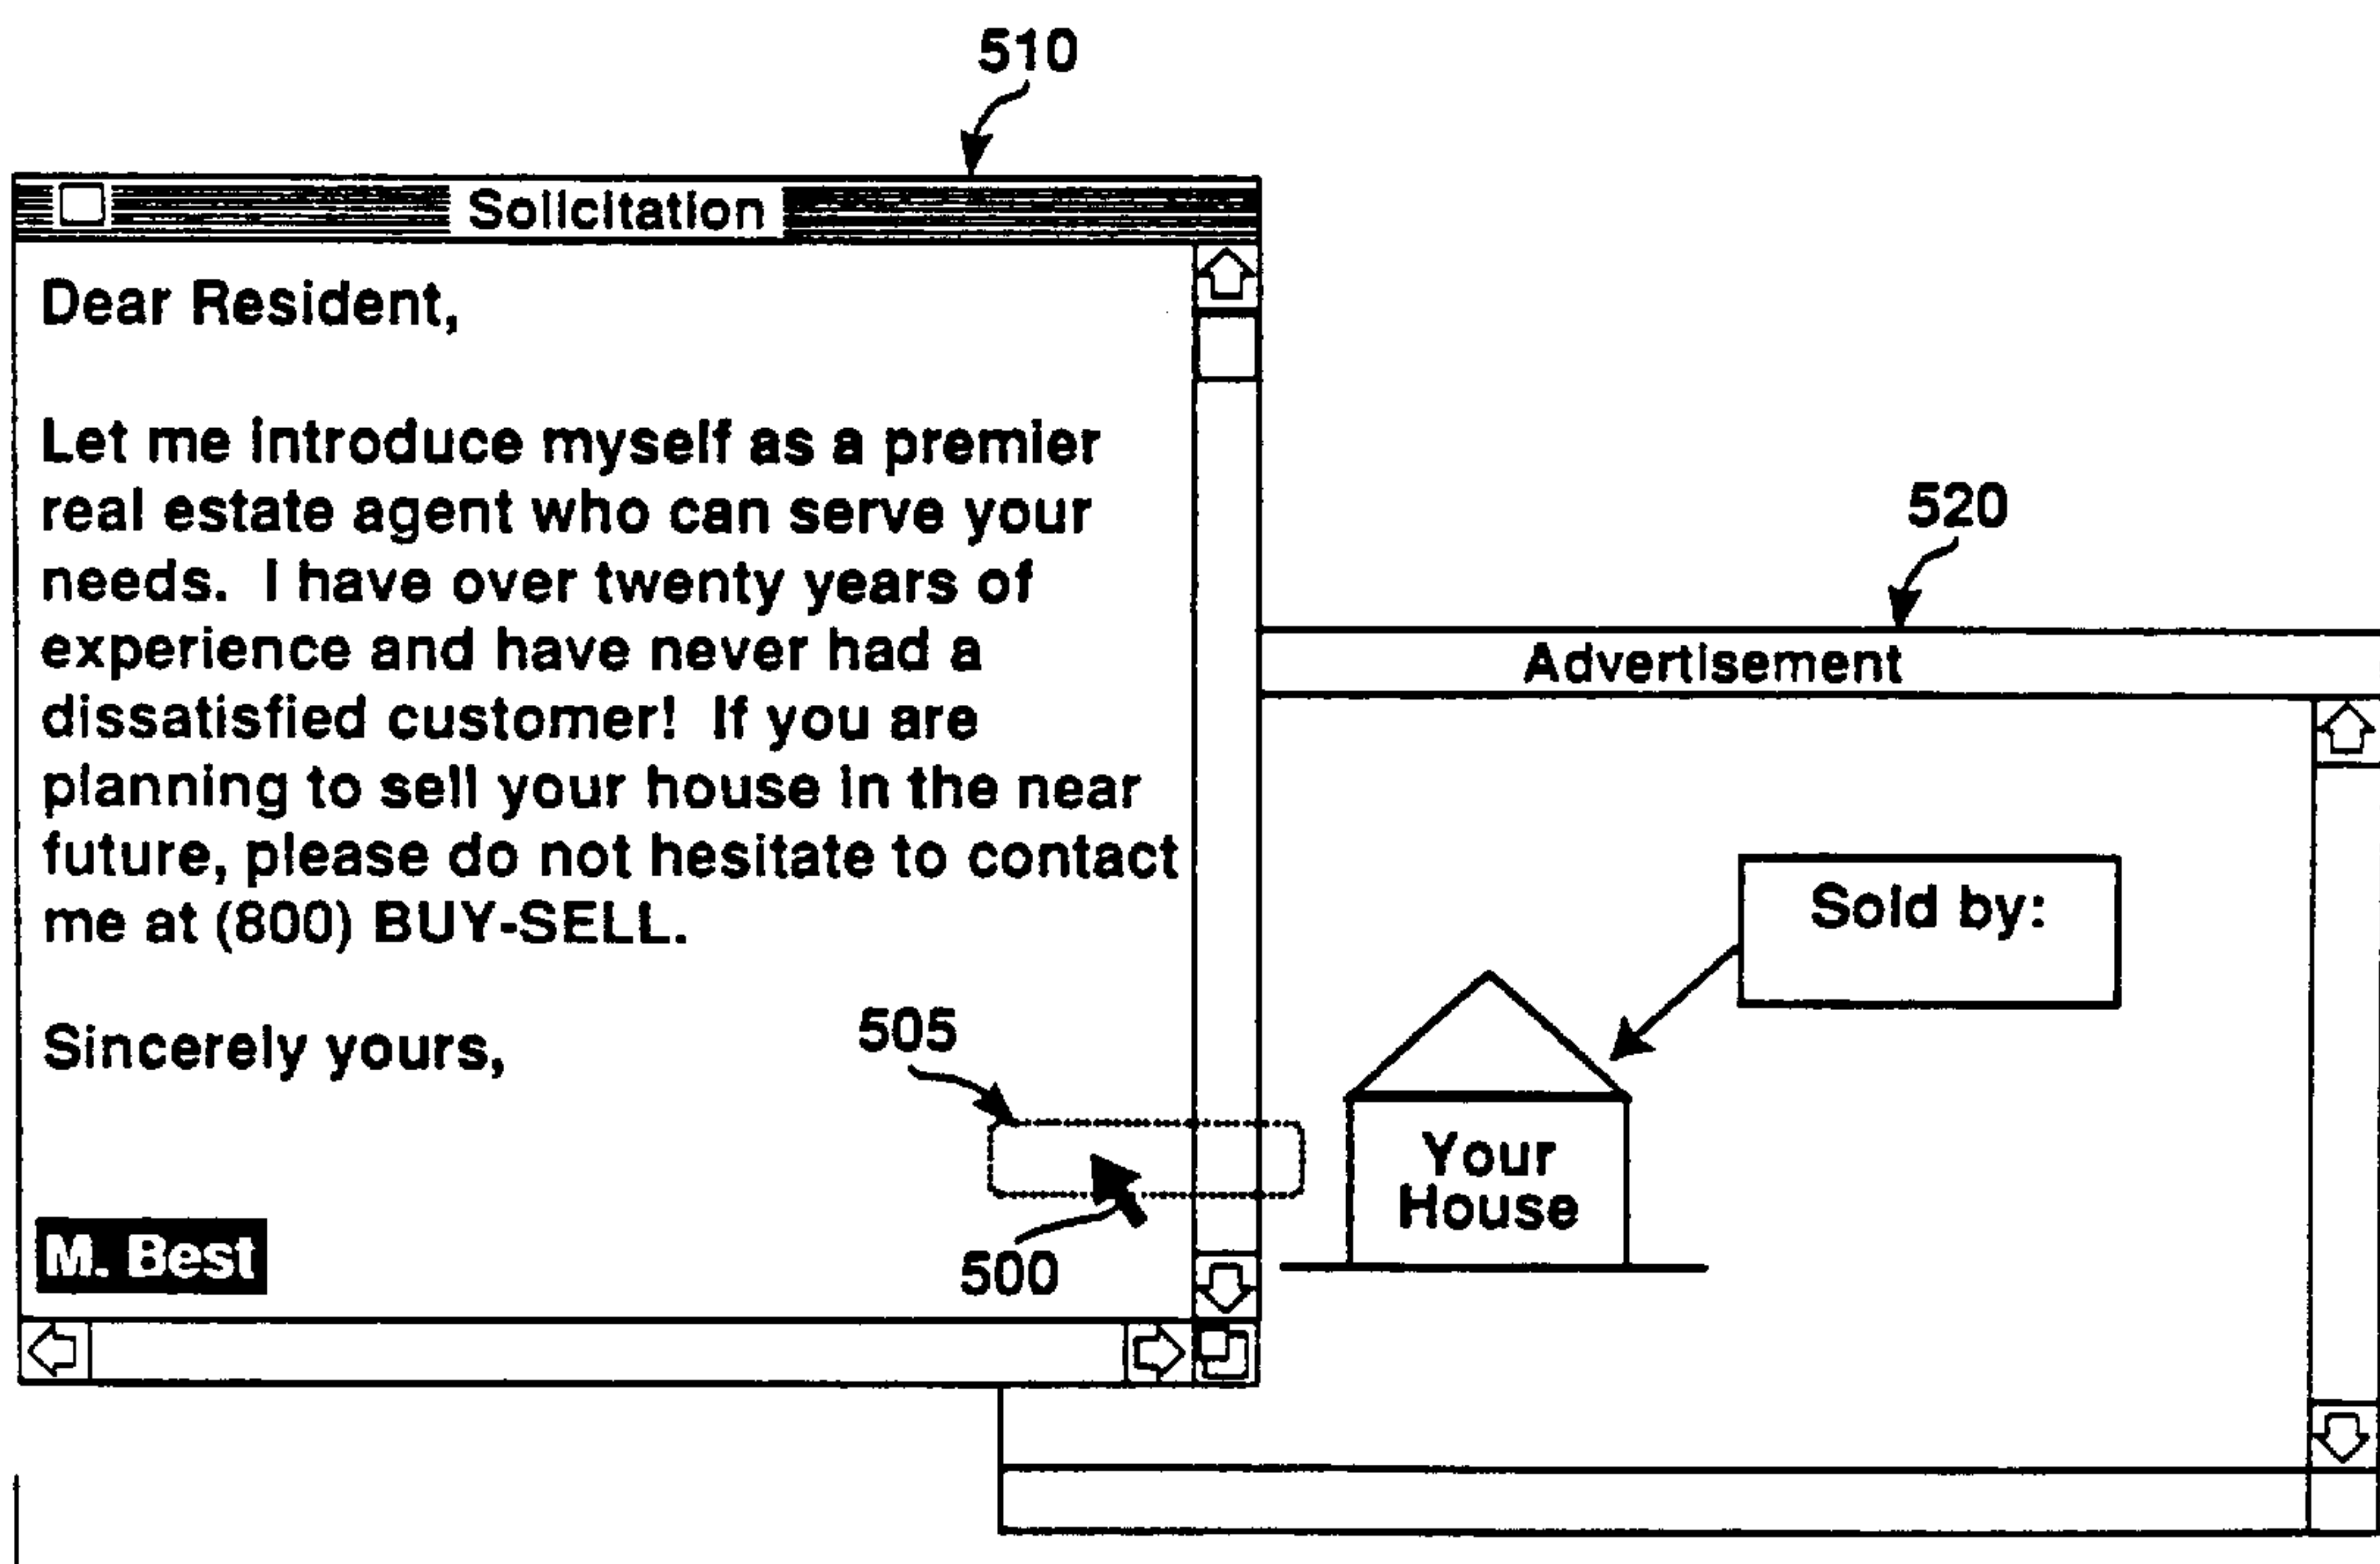 510
Solicitation
Dear Resident,
Let me introduce myself as a premier
real estate agent who can serve your
needs.  I have over twenty years of
experience and have never had a
dissatisfied customer!  If you are
planning to sell your house in the near
future, please do not hesitate to contact
me at (800) BUY-SELL.
Sincerely yours,
505
500
M. Best
520
Advertisement
Sold by:
Your
House